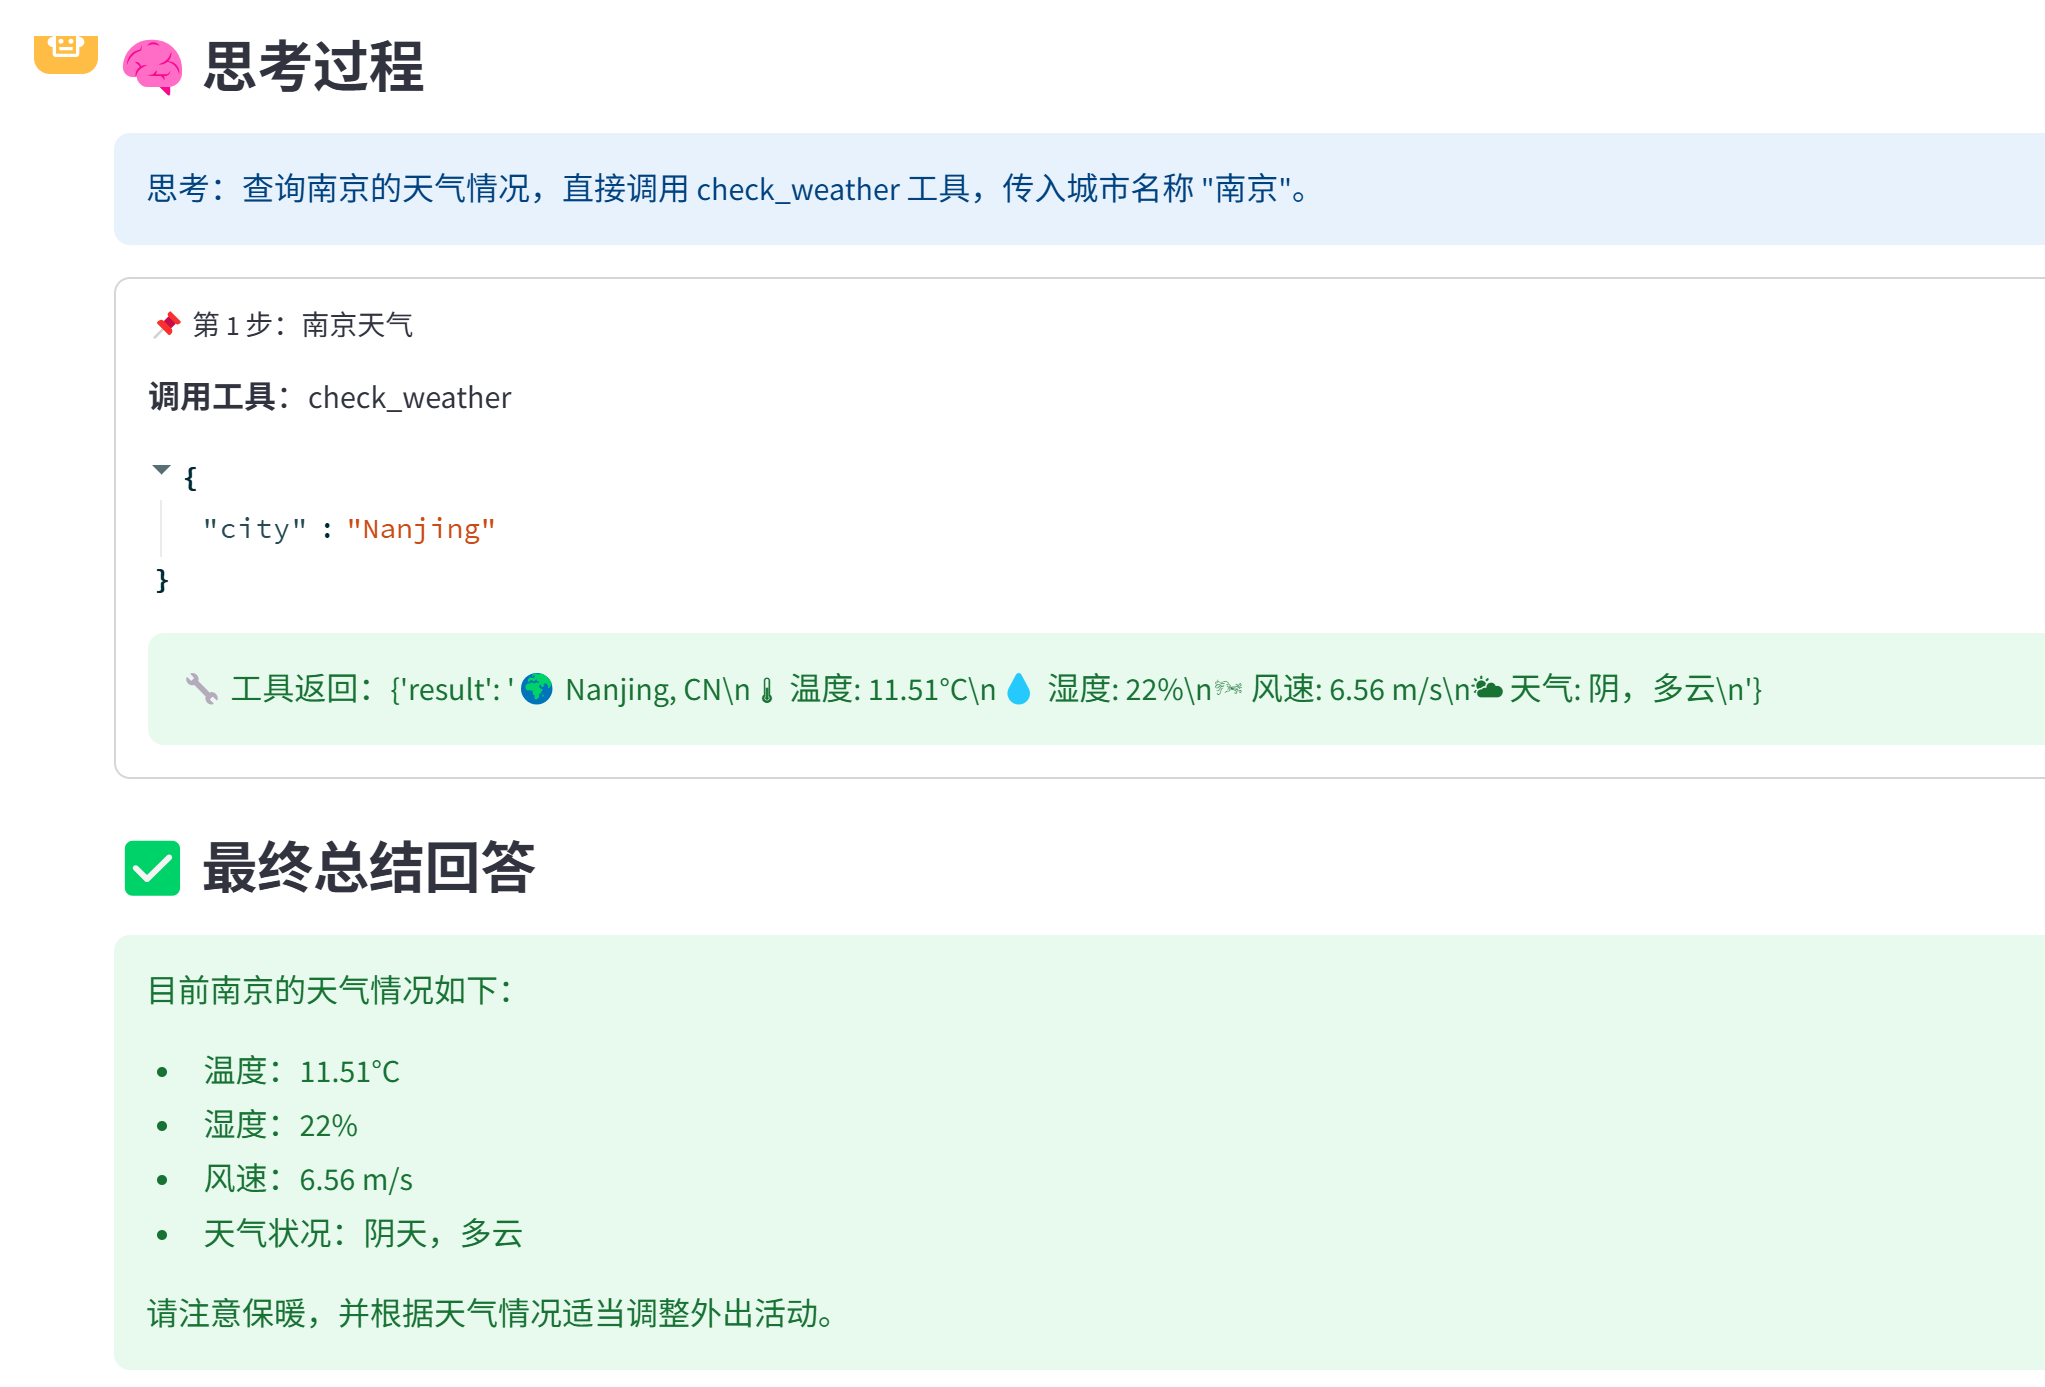 🧠 思考过程
思考：查询南京的天气情况，直接调用 check_weather 工具，传入城市名称 "南京"。
📌 第 1 步：南京天气
调用工具：check_weather
{
"city" : "Nanjing"
}
🔧 工具返回：{'result': '🌍 Nanjing, CN\n🌡 温度: 11.51°C\n💧 湿度: 22%\n🌬 风速: 6.56 m/s\n🌥 天气: 阴，多云\n'}
✅ 最终总结回答
目前南京的天气情况如下：
• 温度：11.51°C
• 湿度：22%
• 风速：6.56 m/s
• 天气状况：阴天，多云
请注意保暖，并根据天气情况适当调整外出活动。